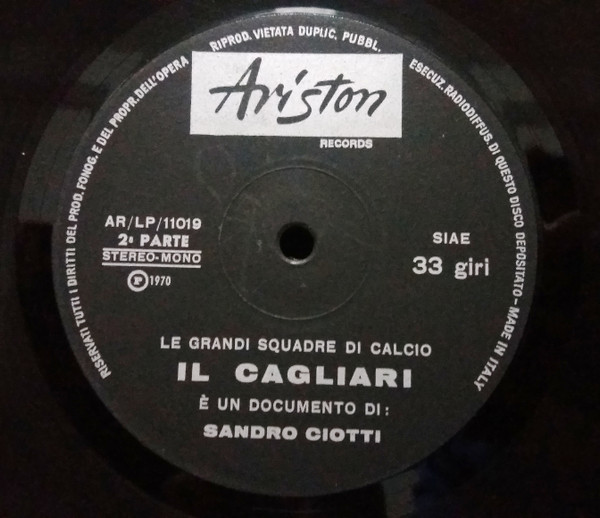 RISERVATI TUTTI I DIRITTI DEL PROD. FONOG. E DEL PROPR. DELL'OPERA RIPROD. VIETATA DUPLIC. PUBBL. ESECUZ. RADIODIFFUS. DI QUESTO DISCO DEPOSITATO - MADE IN ITALY
Ariston
RECORDS
AR/LP/11019
2ª PARTE
STEREO-MONO
Ⓟ 1970
SIAE
33 giri
LE GRANDI SQUADRE DI CALCIO
IL CAGLIARI
È UN DOCUMENTO DI:
SANDRO CIOTTI